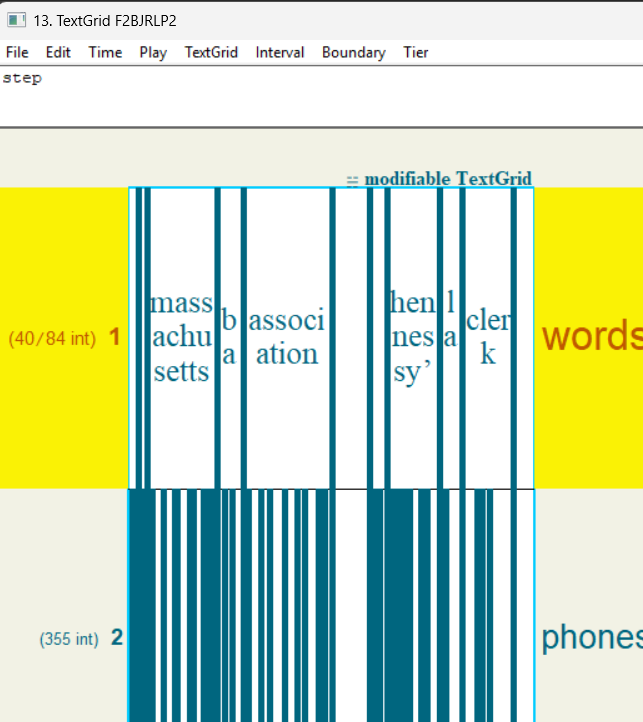 13. TextGrid F2BJRLP2
File Edit Time Play TextGrid Interval Boundary Tier
step
modifiable TextGrid
(40/84 int) 1
mass
achu
setts
b
a
associ
ation
hen
nes
sy’
l
a
cler
k
words
(355 int) 2
phones